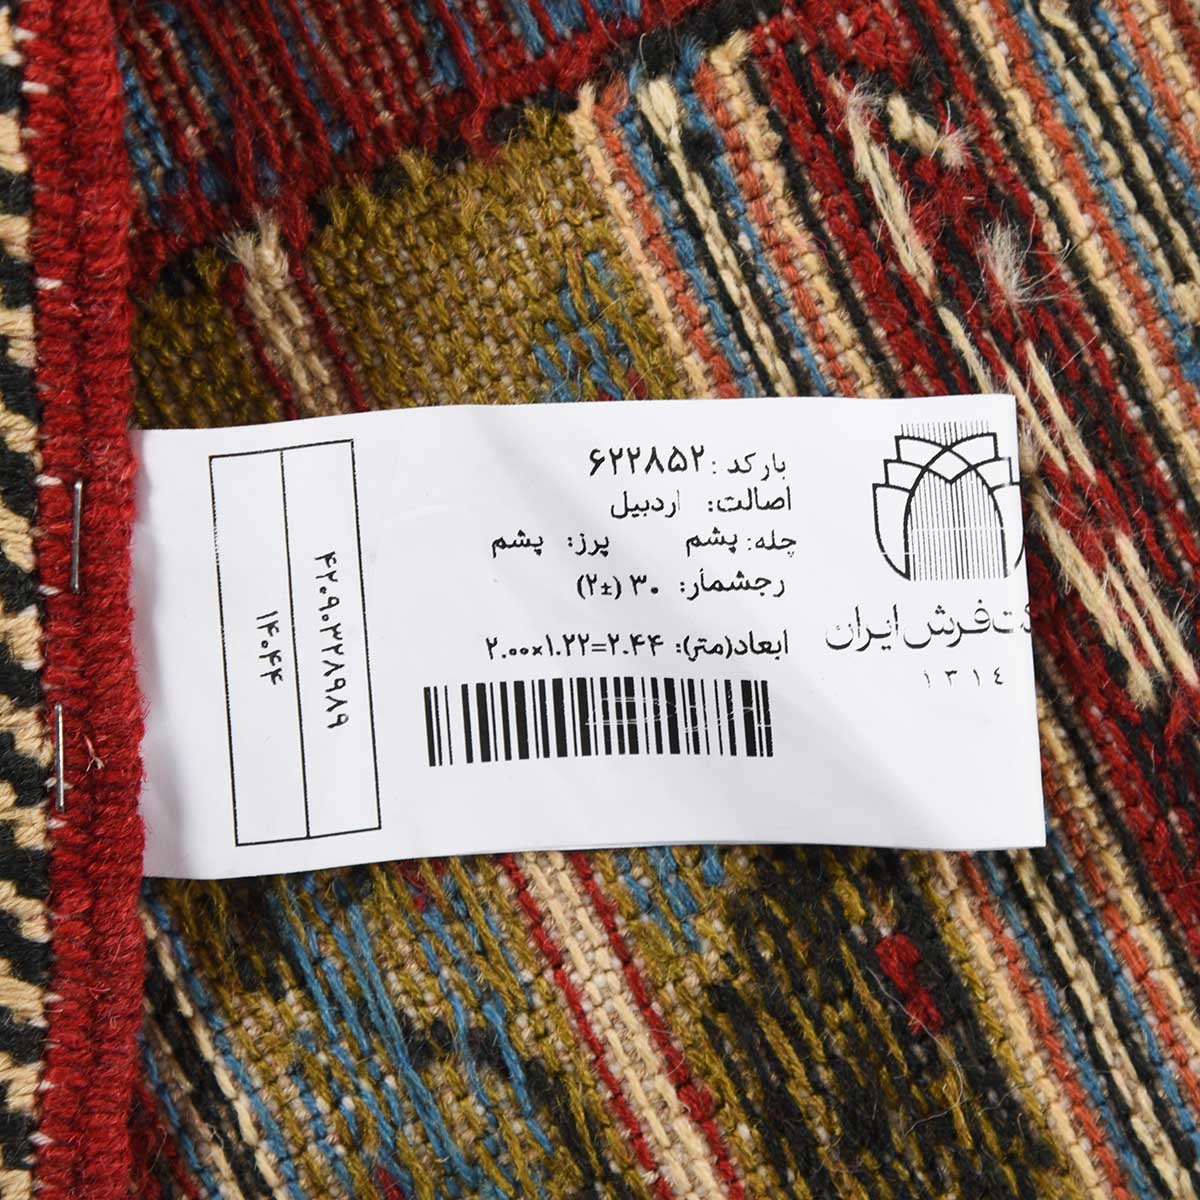 بارکد: ۶۲۲۸۵۲
اصالت: اردبیل
چله: پشم پرز: پشم
رجشمار: ۳۰ (±۲)
ابعاد(متر): ۲.۰۰×۱.۲۲=۲.۴۴
فرش ایران
۱۳۱٤
۴۲۰۹۰۳۲۸۹۸۹
۱۴۰۴۴